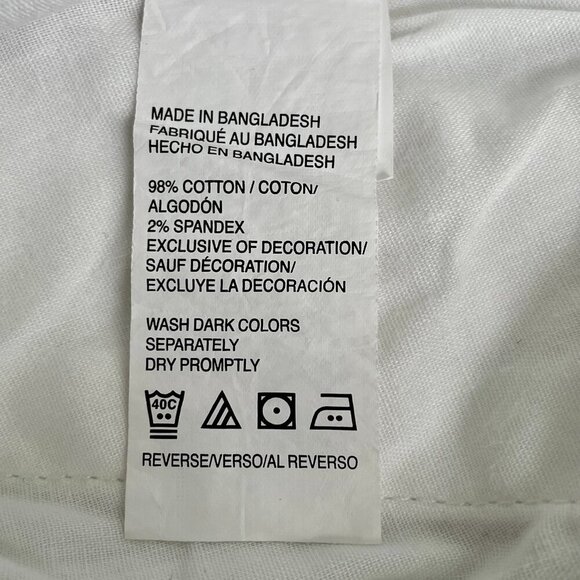 MADE IN BANGLADESH
FABRIQUÉ AU BANGLADESH
HECHO EN BANGLADESH
98% COTTON / COTON/
ALGODÓN
2% SPANDEX
EXCLUSIVE OF DECORATION/
SAUF DÉCORATION/
EXCLUYE LA DECORACIÓN
WASH DARK COLORS
SEPARATELY
DRY PROMPTLY
40C
REVERSE/VERSO/AL REVERSO